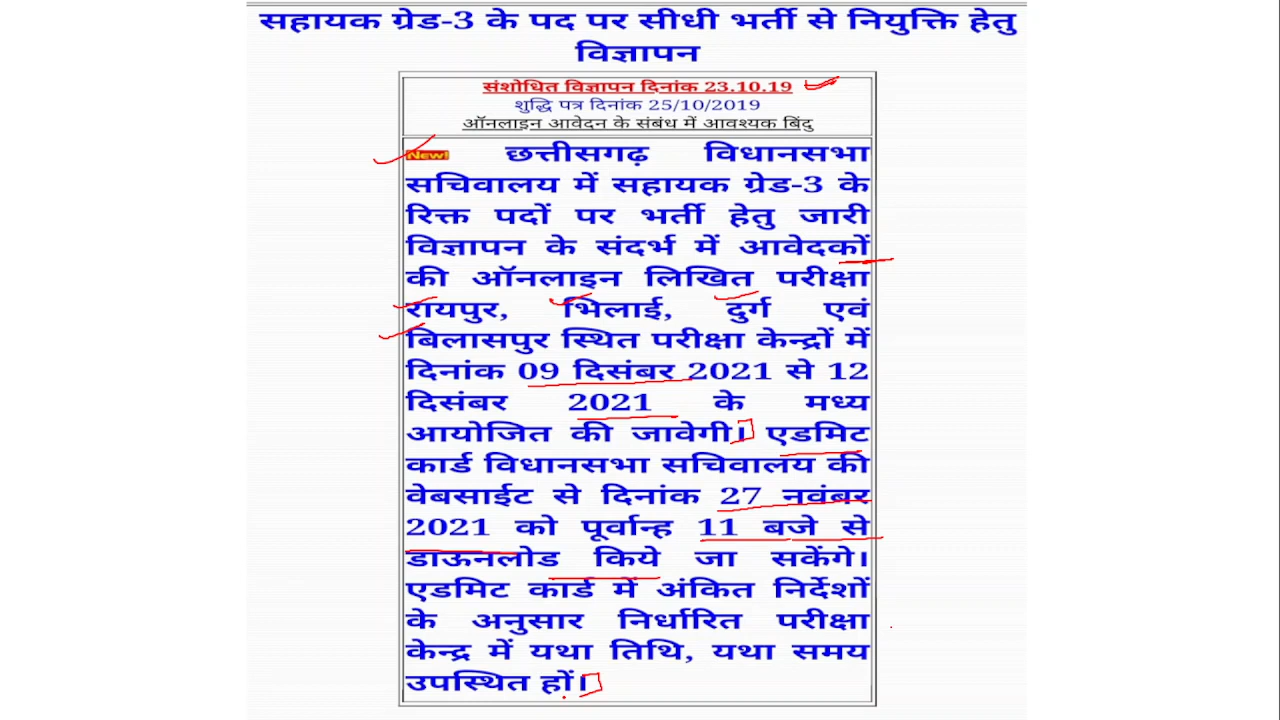 सहायक ग्रेड-3 के पद पर सीधी भर्ती से नियुक्ति हेतु
विज्ञापन
संशोधित विज्ञापन दिनांक 23.10.19
शुद्धि पत्र दिनांक 25/10/2019
ऑनलाइन आवेदन के संबंध में आवश्यक बिंदु
New! छत्तीसगढ़ विधानसभा
सचिवालय में सहायक ग्रेड-3 के
रिक्त पदों पर भर्ती हेतु जारी
विज्ञापन के संदर्भ में आवेदकों
की ऑनलाइन लिखित परीक्षा
रायपुर, भिलाई, दुर्ग एवं
बिलासपुर स्थित परीक्षा केन्द्रों में
दिनांक 09 दिसंबर 2021 से 12
दिसंबर 2021 के मध्य
आयोजित की जावेगी। एडमिट
कार्ड विधानसभा सचिवालय की
वेबसाईट से दिनांक 27 नवंबर
2021 को पूर्वान्ह 11 बजे से
डाऊनलोड किये जा सकेंगे।
एडमिट कार्ड में अंकित निर्देशों
के अनुसार निर्धारित परीक्षा
केन्द्र में यथा तिथि, यथा समय
उपस्थित हों।